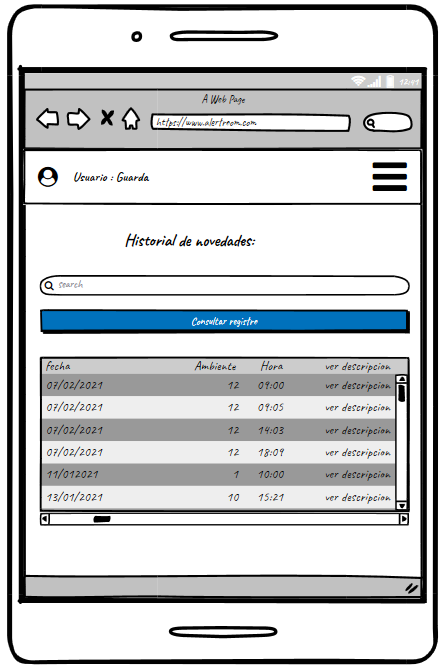 12:41
A Web Page
https://www.alertroom.com
Usuario : Guarda
Historial de novedades:
search
Consultar registro
fecha Ambiente Hora ver descripcion
07/02/2021 12 09:00 ver descripcion
07/02/2021 12 09:05 ver descripcion
07/02/2021 12 14:03 ver descripcion
07/02/2021 12 18:09 ver descripcion
11/012021 1 10:00 ver descripcion
13/01/2021 10 15:21 ver descripcion